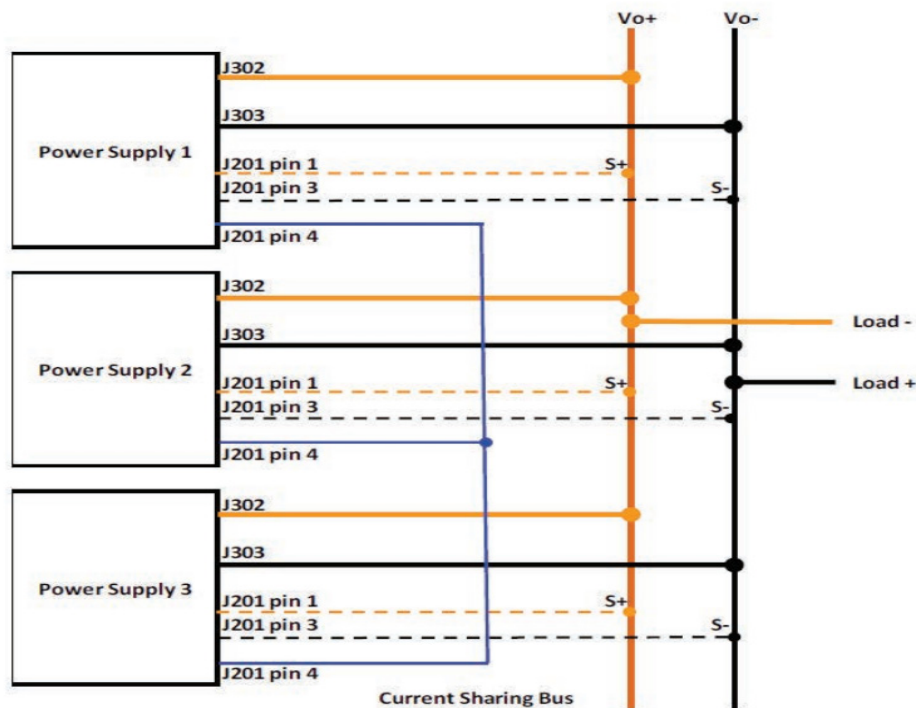 Vo+ Vo-
J302
J303
Power Supply 1
J201 pin 1 S+
J201 pin 3 S-
J201 pin 4
J302
Load -
J303
Power Supply 2
Load +
J201 pin 1 S+
J201 pin 3 S-
J201 pin 4
J302
J303
Power Supply 3
J201 pin 1 S+
J201 pin 3 S-
J201 pin 4
Current Sharing Bus